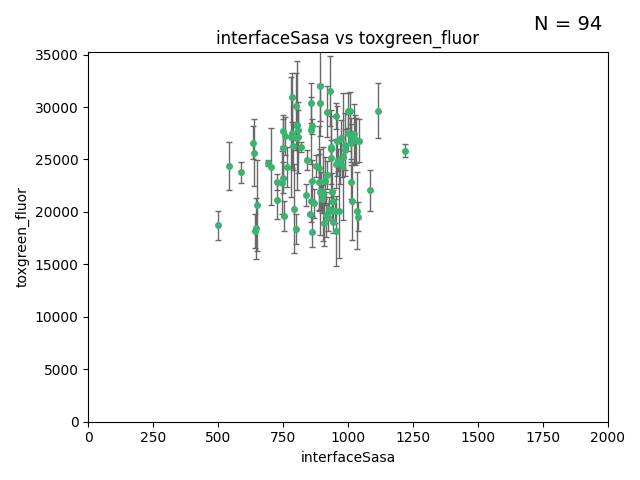 N = 94
interfaceSasa vs toxgreen_fluor
35000
30000
25000
20000
15000
10000
5000
0
toxgreen_fluor
0 250 500 750 1000 1250 1500 1750 2000
interfaceSasa